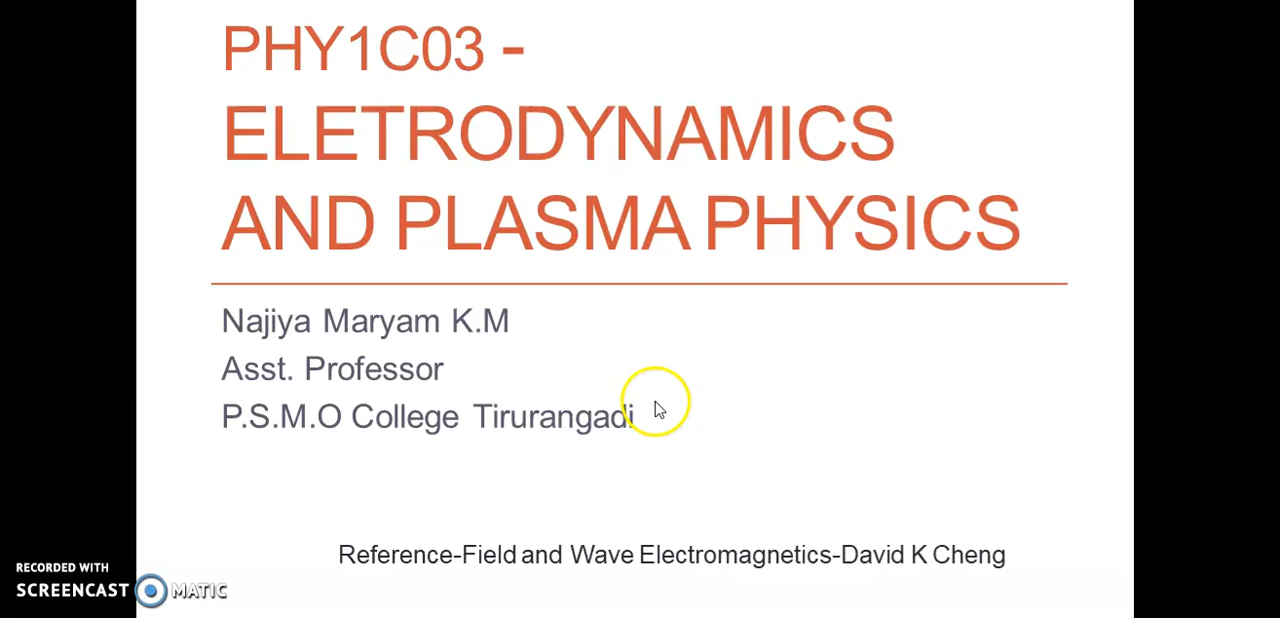 PHY1C03 -
ELETRODYNAMICS
AND PLASMA PHYSICS
Najiya Maryam K.M
Asst. Professor
P.S.M.O College Tirurangadi
Reference-Field and Wave Electromagnetics-David K Cheng
RECORDED WITH
SCREENCAST MATIC